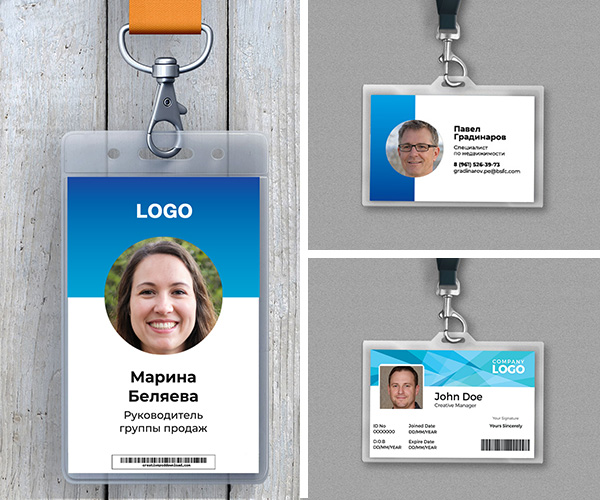 LOGO
Марина
Беляева
Руководитель
группы продаж
creativepsddownload.com
Павел
Градинаров
Специалист
по недвижимости
8 (961) 526-39-73
gradinarov.pe@bsfc.com
COMPANY
LOGO
John Doe
Creative Manager
ID No
0000000
Joined Date
DD/MM/YEAR
Your Signature
Yours Sincerely
D.O.B
DD/MM/YEAR
Expire Date
DD/MM/YEAR